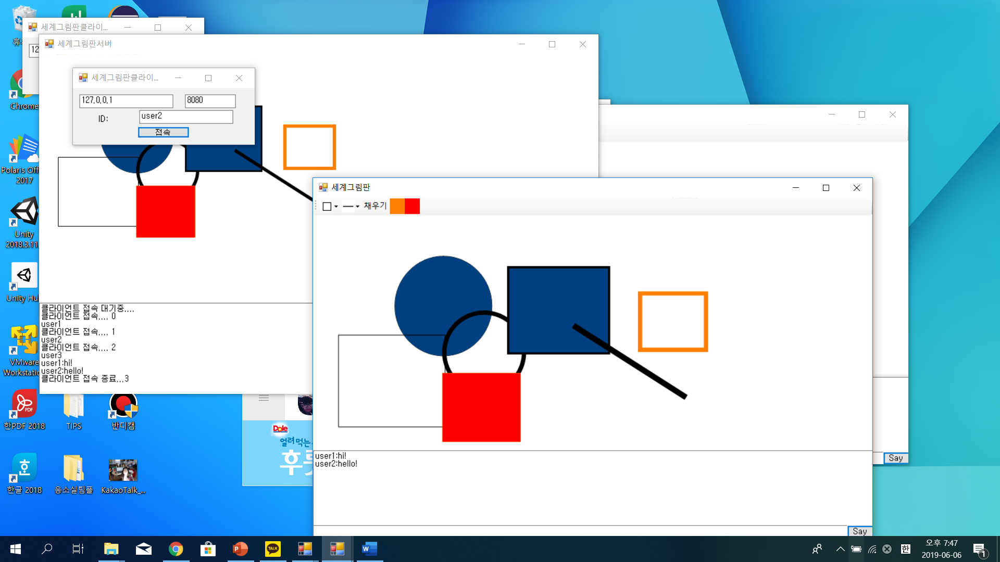 세계그림판클라이...
12
세계그림판서버
세계그림판클라이...
127,0,0,1
8080
ID:
user2
접속
세계그림판
채우기
user1:hi!
user2:hello!
Say
Say
클라이언트 접속 대기중....
클라이언트 접속.... 0
user1
클라이언트 접속.... 1
user2
클라이언트 접속.... 2
user3
user1:hi!
user2:hello!
클라이언트 접속 종료...3
Chrome
Polaris Off
2017
Unity
2018.3.11
Unity Hu
VMware
Workstatio
한PDF 2018
TIPS
반디캠
한글 2018
응소실팀플
KakaoTalk_...
PDF
Dole
얼려 먹는
후
TALK
한
오후 7:47
2019-06-06
1